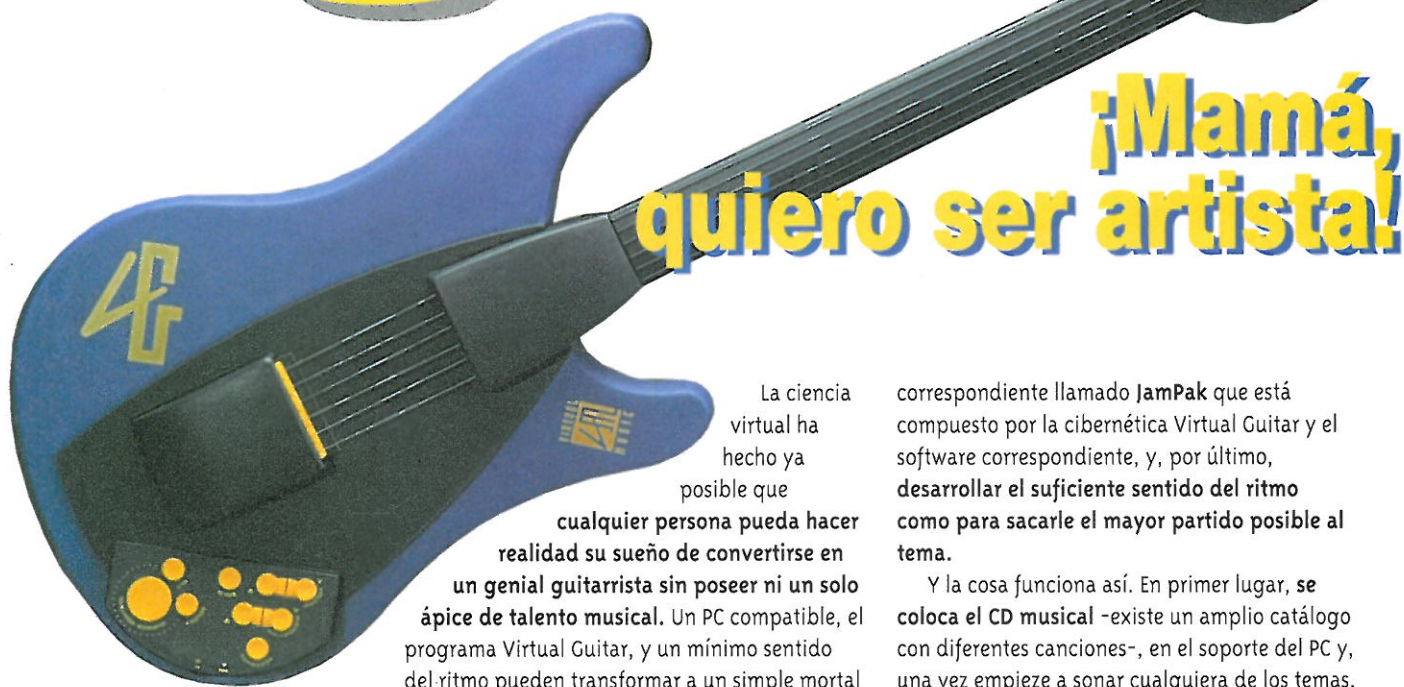 ¡Mamá,
quiero ser artista!
La ciencia
virtual ha
hecho ya
posible que
cualquier persona pueda hacer
realidad su sueño de convertirse en
un genial guitarrista sin poseer ni un solo
ápice de talento musical. Un PC compatible, el
programa Virtual Guitar, y un mínimo sentido
del ritmo pueden transformar a un simple mortal
correspondiente llamado JamPak que está
compuesto por la cibernética Virtual Guitar y el
software correspondiente, y, por último,
desarrollar el suficiente sentido del ritmo
como para sacarle el mayor partido posible al
tema.
Y la cosa funciona así. En primer lugar, se
coloca el CD musical -existe un amplio catálogo
con diferentes canciones-, en el soporte del PC y,
una vez empieze a sonar cualquiera de los temas,
VIRTUAL
MUSIC